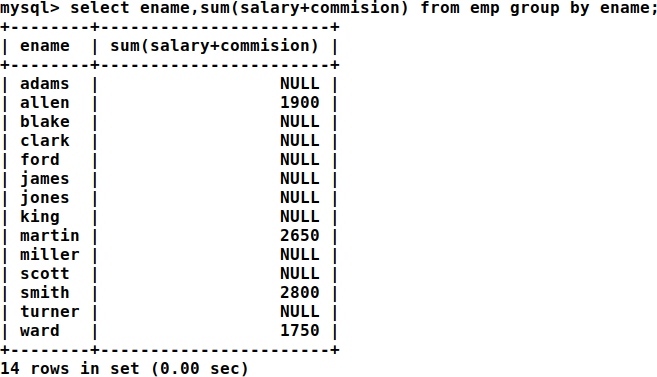 mysql> select ename,sum(salary+commision) from emp group by ename;
+--------+-----------------------+
| ename  | sum(salary+commision) |
+--------+-----------------------+
| adams  |                  NULL |
| allen  |                  1900 |
| blake  |                  NULL |
| clark  |                  NULL |
| ford   |                  NULL |
| james  |                  NULL |
| jones  |                  NULL |
| king   |                  NULL |
| martin |                  2650 |
| miller |                  NULL |
| scott  |                  NULL |
| smith  |                  2800 |
| turner |                  NULL |
| ward   |                  1750 |
+--------+-----------------------+
14 rows in set (0.00 sec)